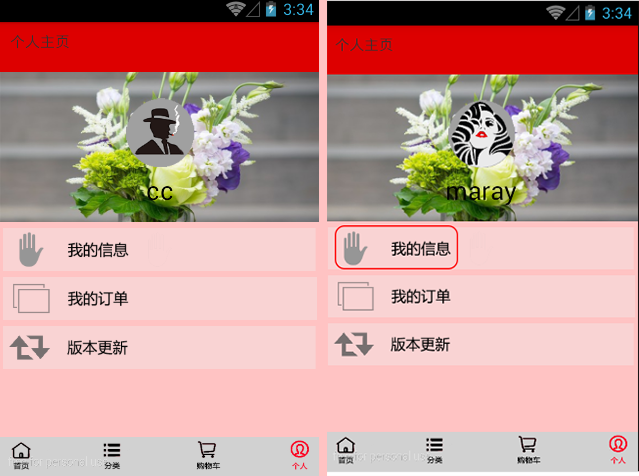 3:34
个人主页
cc
我的信息
我的订单
版本更新
首页
分类
购物车
个人
3:34
个人主页
maray
我的信息
我的订单
版本更新
首页
分类
购物车
个人